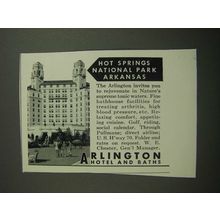 HOT SPRINGS
NATIONAL PARK
ARKANSAS
The Arlington invites you
to rejuvenate in Nature's
supreme tonic waters. Fine
bathhouse facilities for
treating arthritis, high
blood pressure, etc. Re-
laxing comfort, appetiz-
ing cuisine. Golf, riding,
social calendar. Through
Pullmans; direct airline;
U. S. H'way 70. Folder and
rates on request. W. E.
Chester, Gen'l Manager.
ARLINGTON
HOTEL AND BATHS